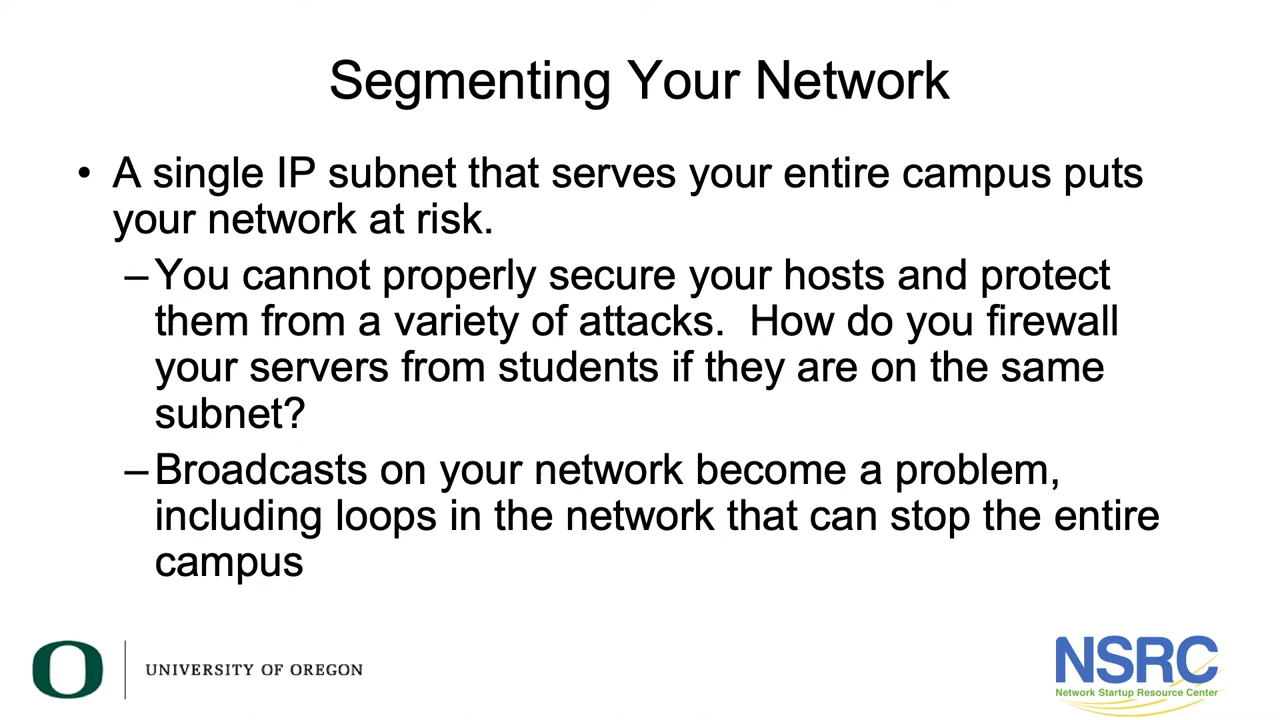 Segmenting Your Network
• A single IP subnet that serves your entire campus puts
your network at risk.
–You cannot properly secure your hosts and protect
them from a variety of attacks.  How do you firewall
your servers from students if they are on the same
subnet?
–Broadcasts on your network become a problem,
including loops in the network that can stop the entire
campus
O UNIVERSITY OF OREGON
NSRC
Network Startup Resource Center